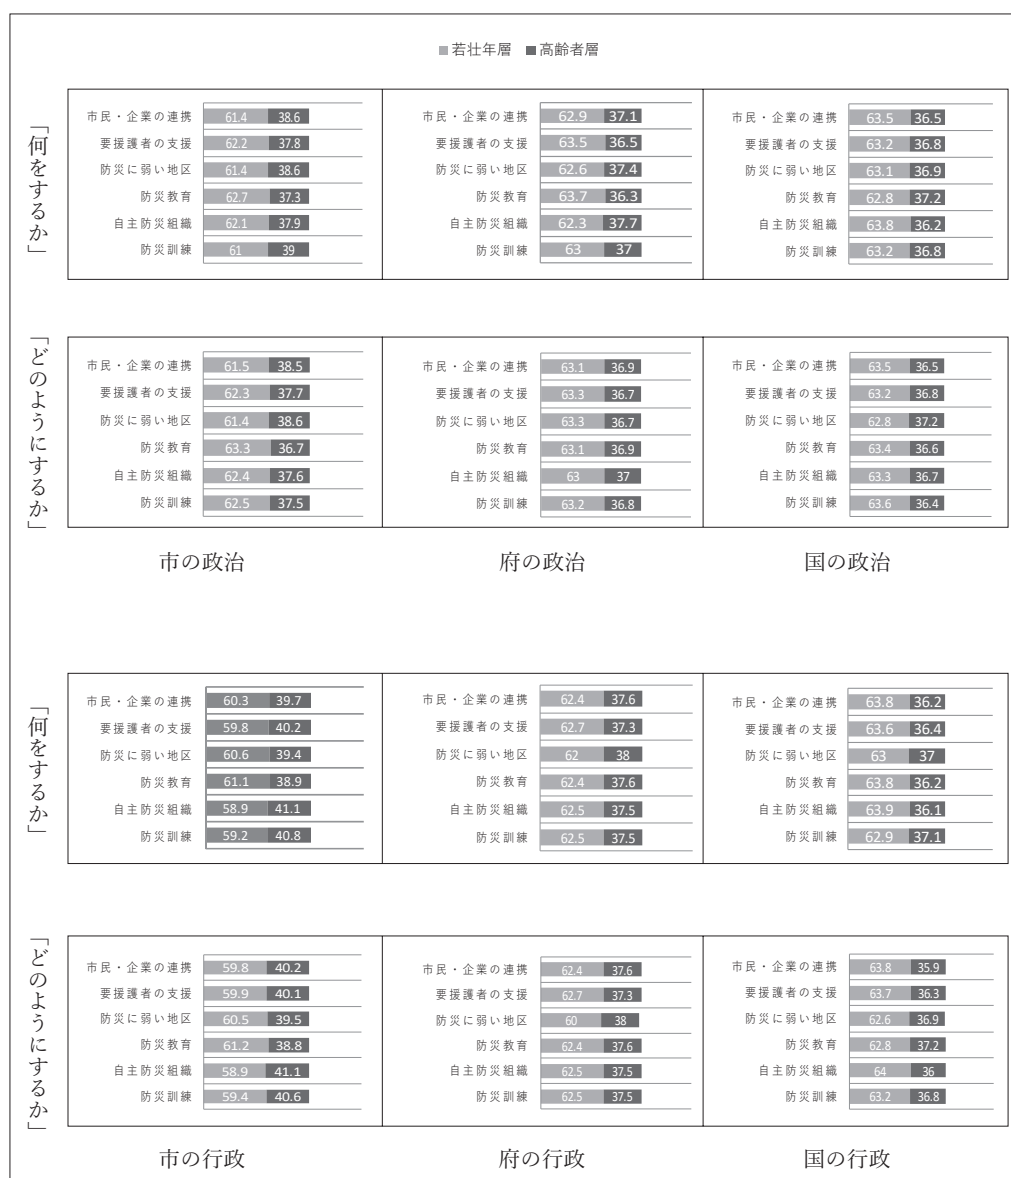 ■若壮年層 ■高齢者層
「何をするか」
市民・企業の連携 61.4 38.6
要援護者の支援 62.2 37.8
防災に弱い地区 61.4 38.6
防災教育 62.7 37.3
自主防災組織 62.1 37.9
防災訓練 61 39
市民・企業の連携 62.9 37.1
要援護者の支援 63.5 36.5
防災に弱い地区 62.6 37.4
防災教育 63.7 36.3
自主防災組織 62.3 37.7
防災訓練 63 37
市民・企業の連携 63.5 36.5
要援護者の支援 63.2 36.8
防災に弱い地区 63.1 36.9
防災教育 62.8 37.2
自主防災組織 63.8 36.2
防災訓練 63.2 36.8
「どのようにするか」
市民・企業の連携 61.5 38.5
要援護者の支援 62.3 37.7
防災に弱い地区 61.4 38.6
防災教育 63.3 36.7
自主防災組織 62.4 37.6
防災訓練 62.5 37.5
市民・企業の連携 63.1 36.9
要援護者の支援 63.3 36.7
防災に弱い地区 63.3 36.7
防災教育 63.1 36.9
自主防災組織 63 37
防災訓練 63.2 36.8
市民・企業の連携 63.5 36.5
要援護者の支援 63.2 36.8
防災に弱い地区 62.8 37.2
防災教育 63.4 36.6
自主防災組織 63.3 36.7
防災訓練 63.6 36.4
市の政治 府の政治 国の政治
「何をするか」
市民・企業の連携 60.3 39.7
要援護者の支援 59.8 40.2
防災に弱い地区 60.6 39.4
防災教育 61.1 38.9
自主防災組織 58.9 41.1
防災訓練 59.2 40.8
市民・企業の連携 62.4 37.6
要援護者の支援 62.7 37.3
防災に弱い地区 62 38
防災教育 62.4 37.6
自主防災組織 62.5 37.5
防災訓練 62.5 37.5
市民・企業の連携 63.8 36.2
要援護者の支援 63.6 36.4
防災に弱い地区 63 37
防災教育 63.8 36.2
自主防災組織 63.9 36.1
防災訓練 62.9 37.1
「どのようにするか」
市民・企業の連携 59.8 40.2
要援護者の支援 59.9 40.1
防災に弱い地区 60.5 39.5
防災教育 61.2 38.8
自主防災組織 58.9 41.1
防災訓練 59.4 40.6
市民・企業の連携 62.4 37.6
要援護者の支援 62.7 37.3
防災に弱い地区 60 38
防災教育 62.4 37.6
自主防災組織 62.5 37.5
防災訓練 62.5 37.5
市民・企業の連携 63.8 35.9
要援護者の支援 63.7 36.3
防災に弱い地区 62.6 36.9
防災教育 62.8 37.2
自主防災組織 64 36
防災訓練 63.2 36.8
市の行政 府の行政 国の行政